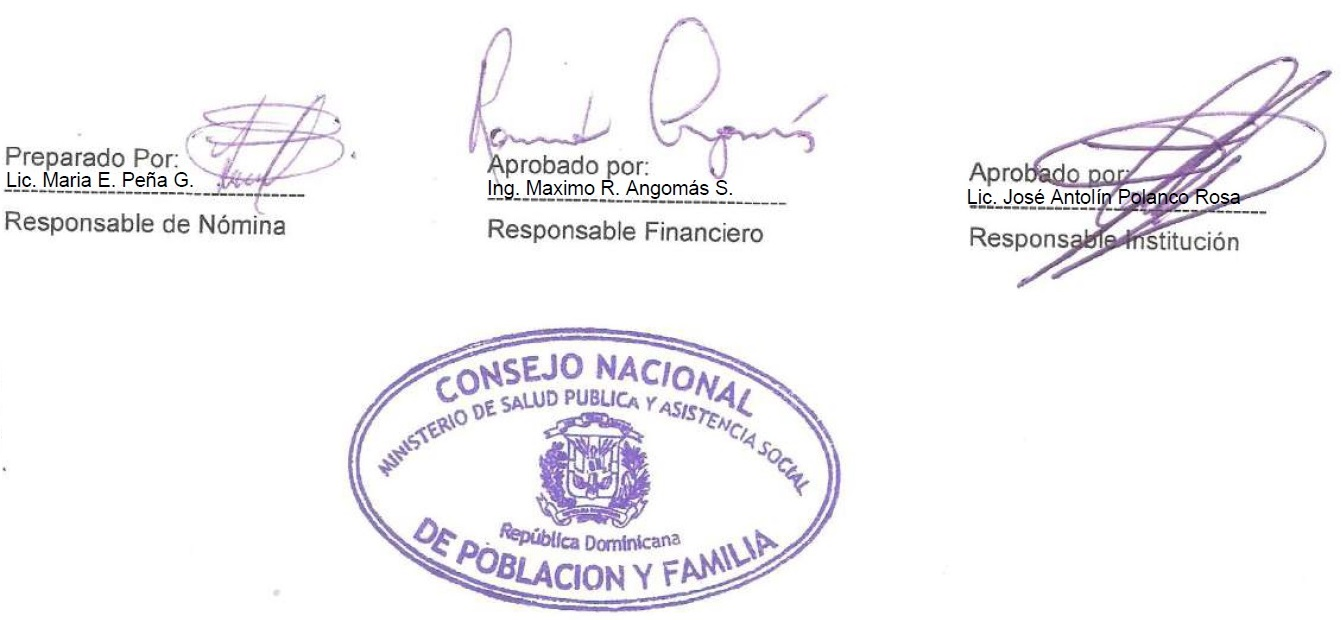 Preparado Por:
Lic. Maria E. Peña G.
Responsable de Nómina
Aprobado por:
Ing. Maximo R. Angomás S.
Responsable Financiero
Aprobado por:
Lic. José Antolín Polanco Rosa
Responsable Institución
CONSEJO NACIONAL
MINISTERIO DE SALUD PUBLICA Y ASISTENCIA SOCIAL
República Dominicana
DE POBLACION Y FAMILIA